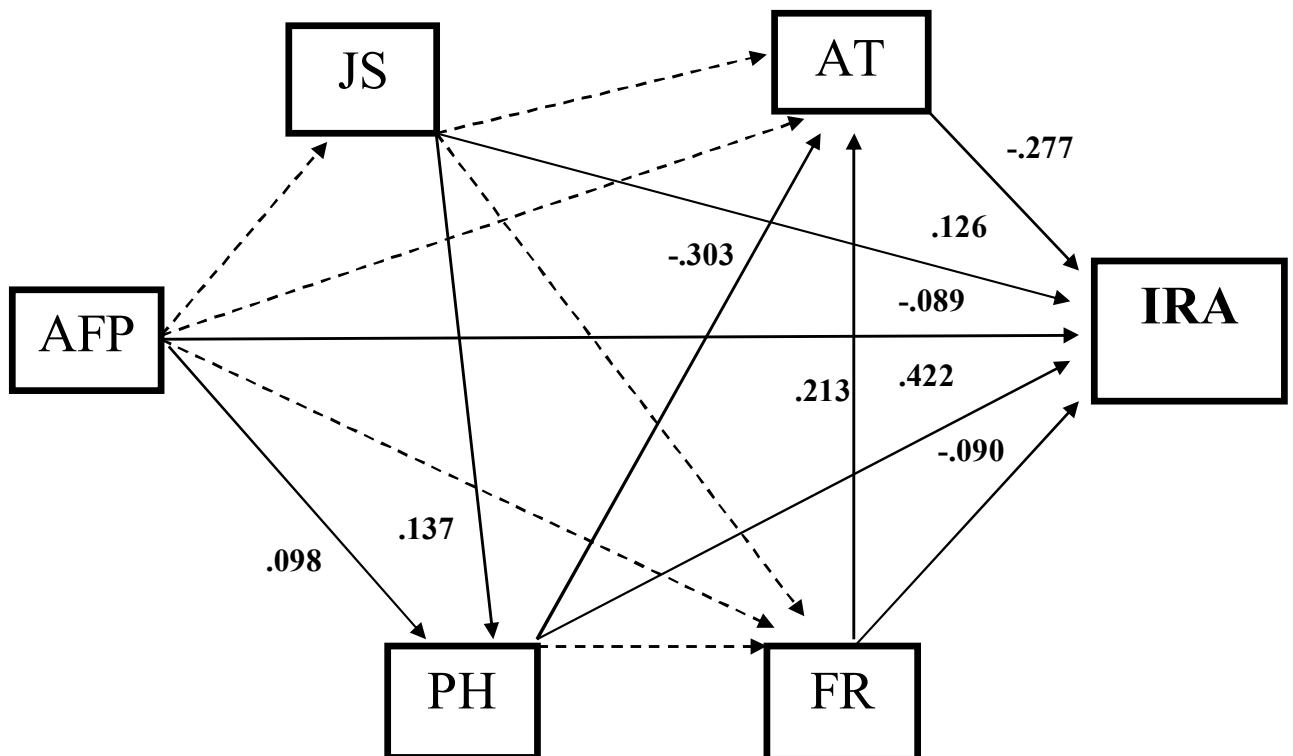 JS
AT
-.277
.126
-.303
IRA
-.089
AFP
.422
.213
-.090
.137
.098
PH
FR